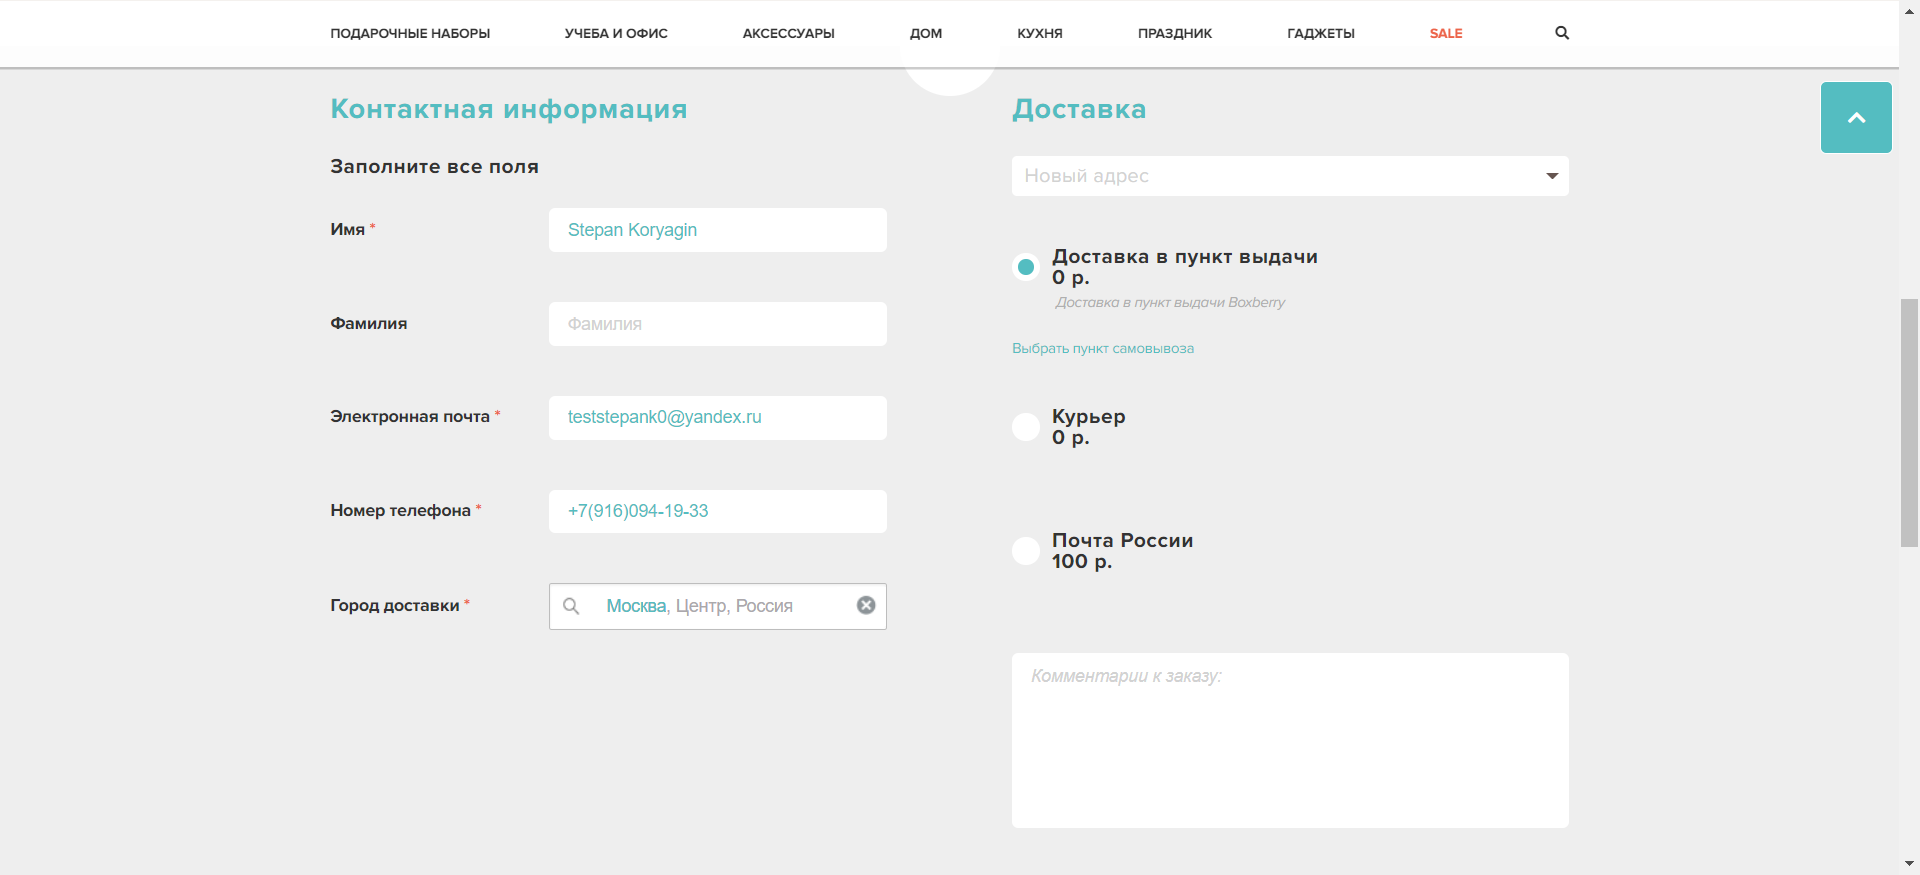 ПОДАРОЧНЫЕ НАБОРЫ УЧЕБА И ОФИС АКСЕССУАРЫ ДОМ КУХНЯ ПРАЗДНИК ГАДЖЕТЫ SALE
Контактная информация
Заполните все поля
Имя *
Stepan Koryagin
Фамилия
Фамилия
Электронная почта *
teststepank0@yandex.ru
Номер телефона *
+7(916)094-19-33
Город доставки *
Москва, Центр, Россия
Доставка
Новый адрес
Доставка в пункт выдачи
0 р.
Доставка в пункт выдачи Boxberry
Выбрать пункт самовывоза
Курьер
0 р.
Почта России
100 р.
Комментарии к заказу: